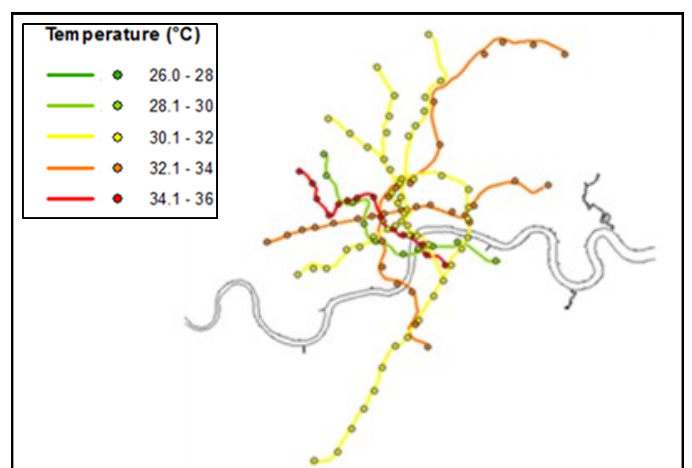 Temperature (°C)
26.0 - 28
28.1 - 30
30.1 - 32
32.1 - 34
34.1 - 36